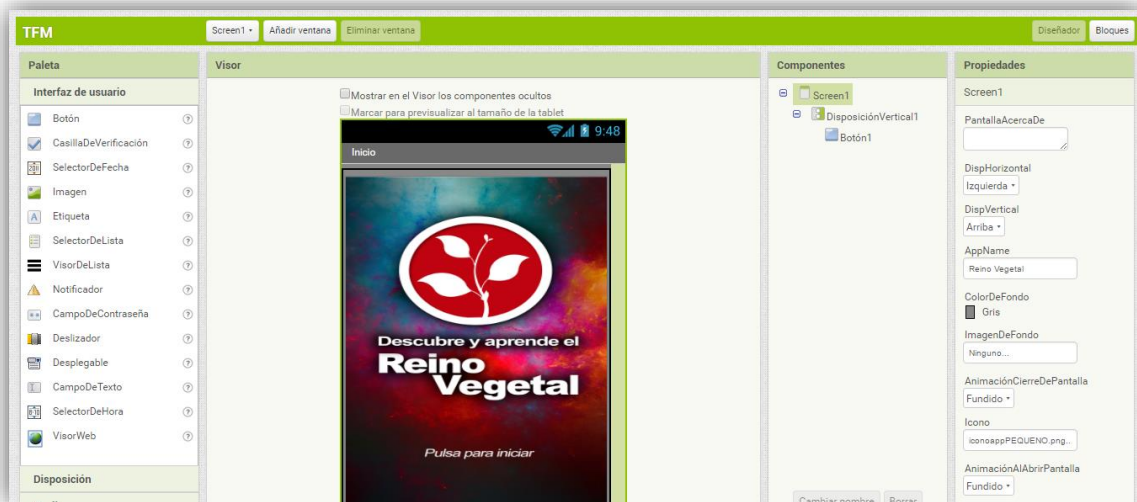 TFM
Screen1
Añadir ventana
Eliminar ventana
Diseñador
Bloques
Paleta
Interfaz de usuario
Botón
CasillaDeVerificación
SelectorDeFecha
Imagen
Etiqueta
SelectorDeLista
VisorDeLista
Notificador
CampoDeContraseña
Deslizador
Desplegable
CampoDeTexto
SelectorDeHora
VisorWeb
Disposición
Visor
Mostrar en el Visor los componentes ocultos
Marcar para previsualizar al tamaño de la tablet
9:48
Inicio
Descubre y aprende el
Reino
Vegetal
Pulsa para iniciar
Componentes
Screen1
DisposiciónVertical1
Botón1
Cambiar nombre
Borrar
Propiedades
Screen1
PantallaAcercaDe
DispHorizontal
Izquierda
DispVertical
Arriba
AppName
Reino Vegetal
ColorDeFondo
Gris
ImagenDeFondo
Ninguno...
AnimaciónCierreDePantalla
Fundido
Icono
iconoappPEQUENO.png...
AnimaciónAlAbrirPantalla
Fundido